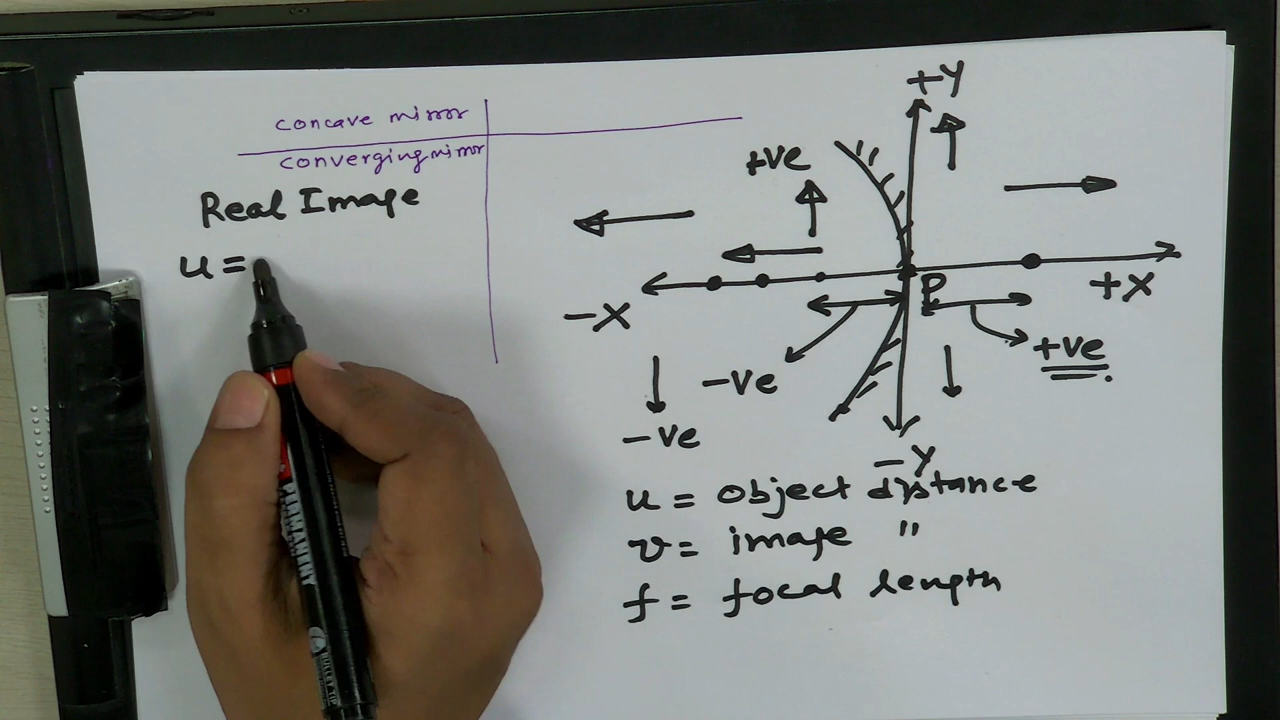 concave mirror
converging mirror
Real Image
u =
+Y
+ve
-X
P
+X
+ve
-ve
-ve
-Y
u = object distance
v = image "
f = focal length